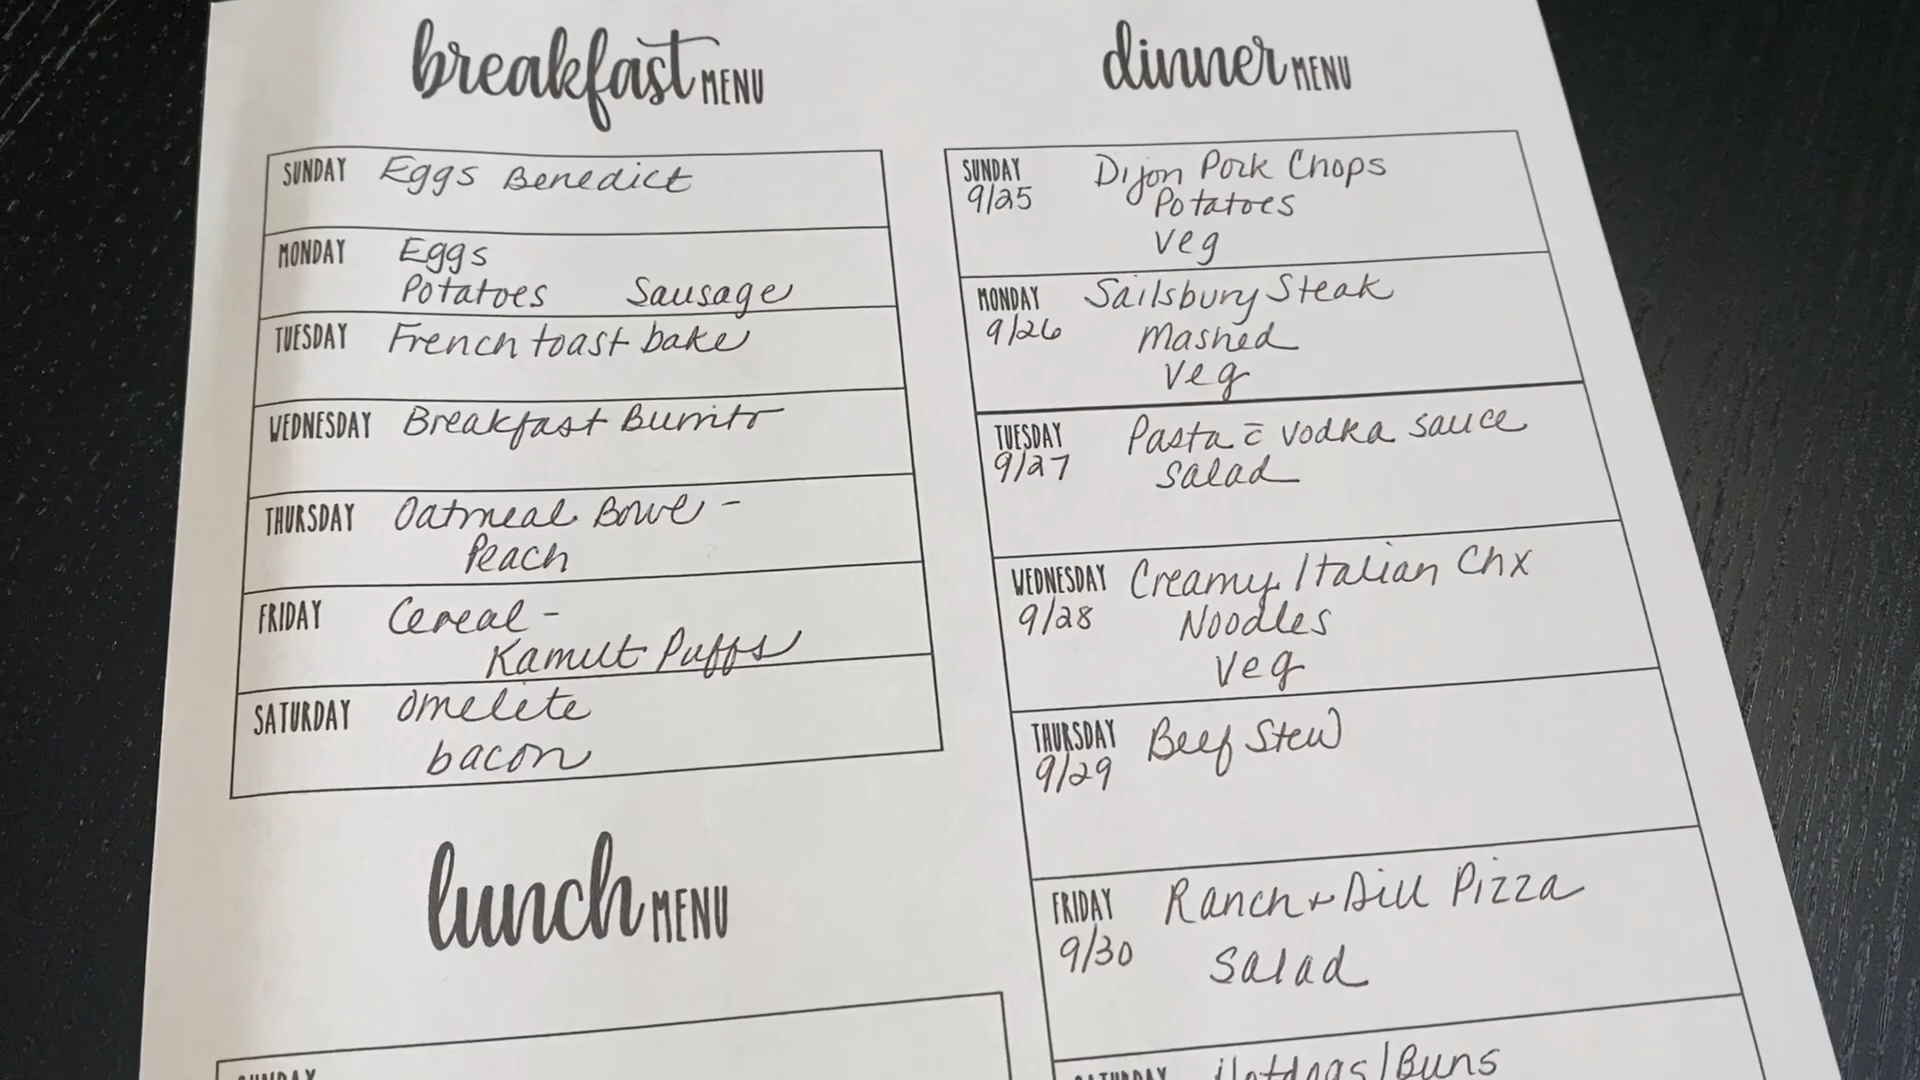 breakfast MENU
SUNDAY Eggs Benedict
MONDAY Eggs
Potatoes Sausage
TUESDAY French toast bake
WEDNESDAY Breakfast Burrito
THURSDAY Oatmeal Bowl -
Peach
FRIDAY Cereal -
Kamut Puffs
SATURDAY Omelete
bacon
lunch MENU
SUNDAY
dinner MENU
SUNDAY Dijon Pork Chops
9/25 Potatoes
Veg
MONDAY Sailsbury Steak
9/26 Mashed
Veg
TUESDAY Pasta c̄ Vodka sauce
9/27 Salad
WEDNESDAY Creamy Italian Chx
9/28 Noodles
Veg
THURSDAY Beef Stew
9/29
FRIDAY Ranch + Dill Pizza
9/30 Salad
SATURDAY Hotdogs/Buns